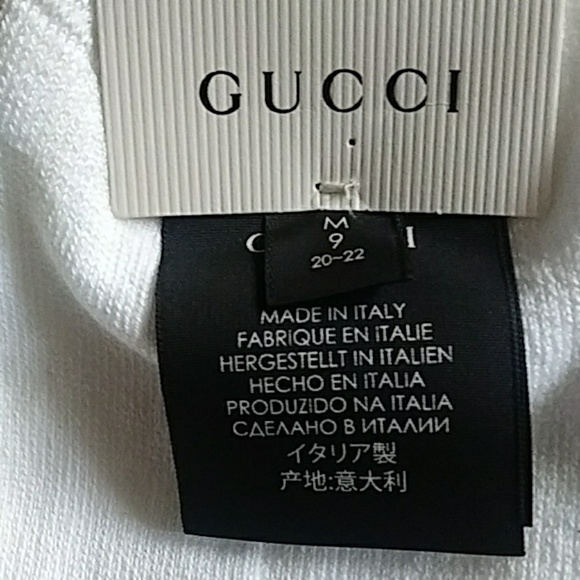 GUCCI
M
9
20-22
MADE IN ITALY
FABRIQUE EN ITALIE
HERGESTELLT IN ITALIEN
HECHO EN ITALIA
PRODUZIDO NA ITALIA
СДЕЛАНО В ИТАЛИИ
イタリア製
产地:意大利